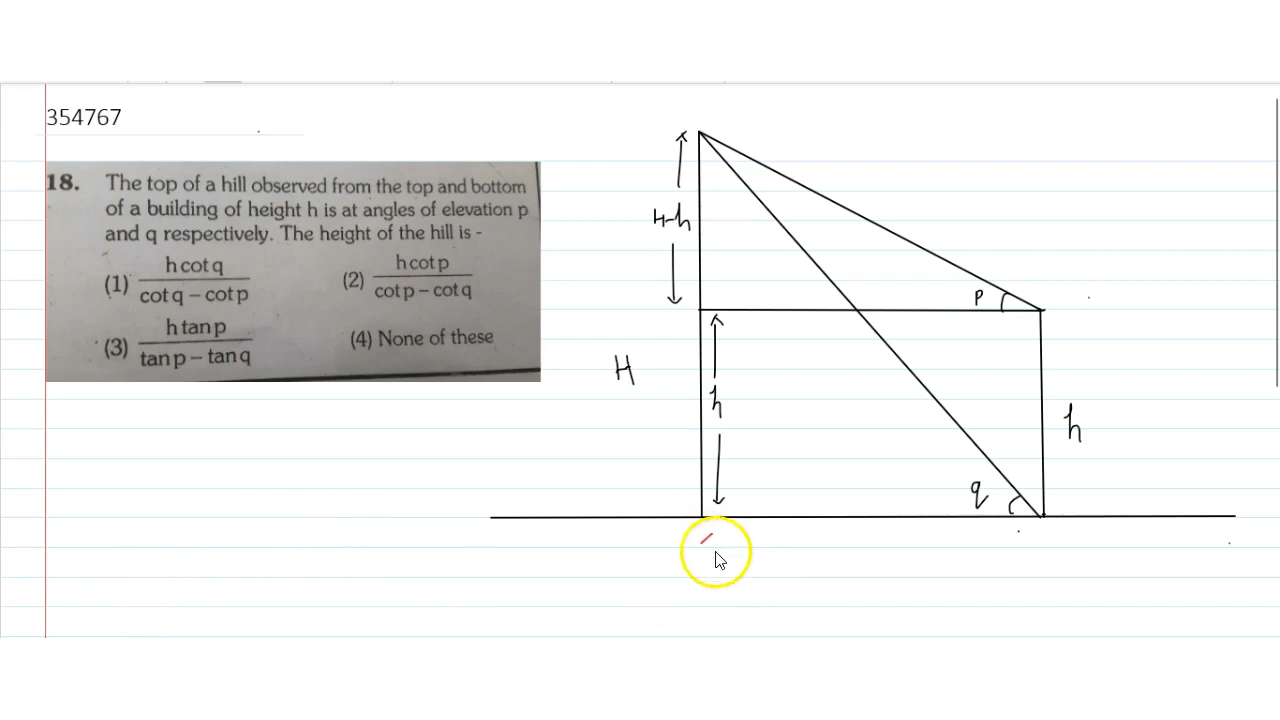 354767
18. The top of a hill observed from the top and bottom
of a building of height h is at angles of elevation p
and q respectively. The height of the hill is -
(1) h cot q / cot q – cot p (2) h cot p / cot p – cot q
(3) h tan p / tan p – tan q (4) None of these
H-h
P
H
h
h
q